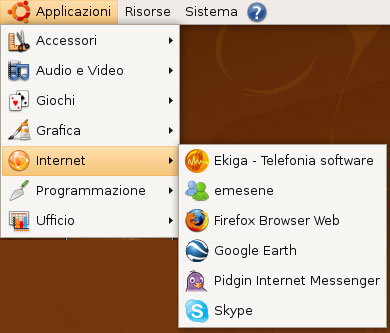 Applicazioni Risorse Sistema ?
Accessori
Audio e Video
Giochi
Grafica
Internet
Programmazione
Ufficio
Ekiga - Telefonia software
emesene
Firefox Browser Web
Google Earth
Pidgin Internet Messenger
Skype